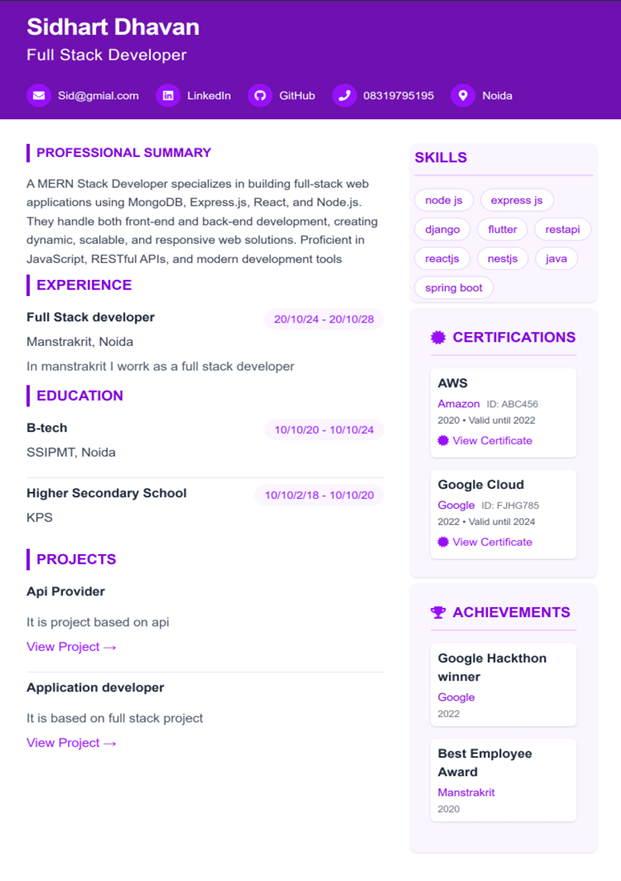 Sidhart Dhavan
Full Stack Developer
Sid@gmial.com LinkedIn GitHub 08319795195 Noida
PROFESSIONAL SUMMARY
A MERN Stack Developer specializes in building full-stack web
applications using MongoDB, Express.js, React, and Node.js.
They handle both front-end and back-end development, creating
dynamic, scalable, and responsive web solutions. Proficient in
JavaScript, RESTful APIs, and modern development tools
EXPERIENCE
Full Stack developer 20/10/24 - 20/10/28
Manstrakrit, Noida
In manstrakrit I worrk as a full stack developer
EDUCATION
B-tech 10/10/20 - 10/10/24
SSIPMT, Noida
Higher Secondary School 10/10/2/18 - 10/10/20
KPS
PROJECTS
Api Provider
It is project based on api
View Project →
Application developer
It is based on full stack project
View Project →
SKILLS
node js express js
django flutter restapi
reactjs nestjs java
spring boot
CERTIFICATIONS
AWS
Amazon ID: ABC456
2020 • Valid until 2022
View Certificate
Google Cloud
Google ID: FJHG785
2022 • Valid until 2024
View Certificate
ACHIEVEMENTS
Google Hackthon
winner
Google
2022
Best Employee
Award
Manstrakrit
2020